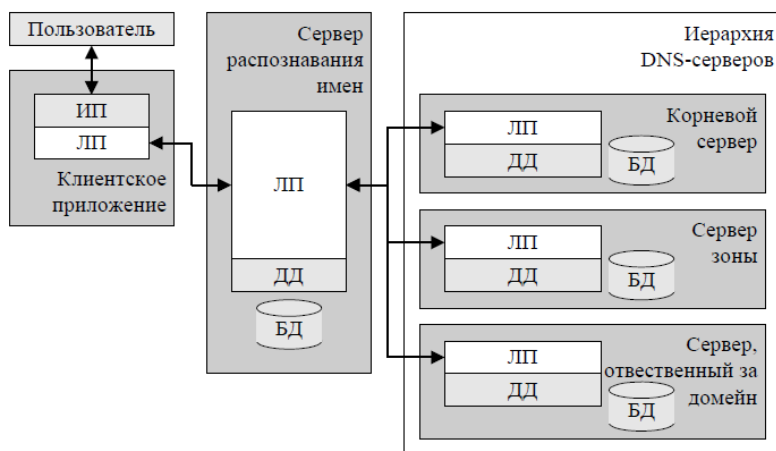 Пользователь
ИП
ЛП
Клиентское
приложение
Сервер
распознавания
имен
ЛП
ДД
БД
Иерархия
DNS-серверов
Корневой
сервер
ЛП
ДД
БД
Сервер
зоны
ЛП
ДД
БД
Сервер,
отвественный за
домейн
ЛП
ДД
БД